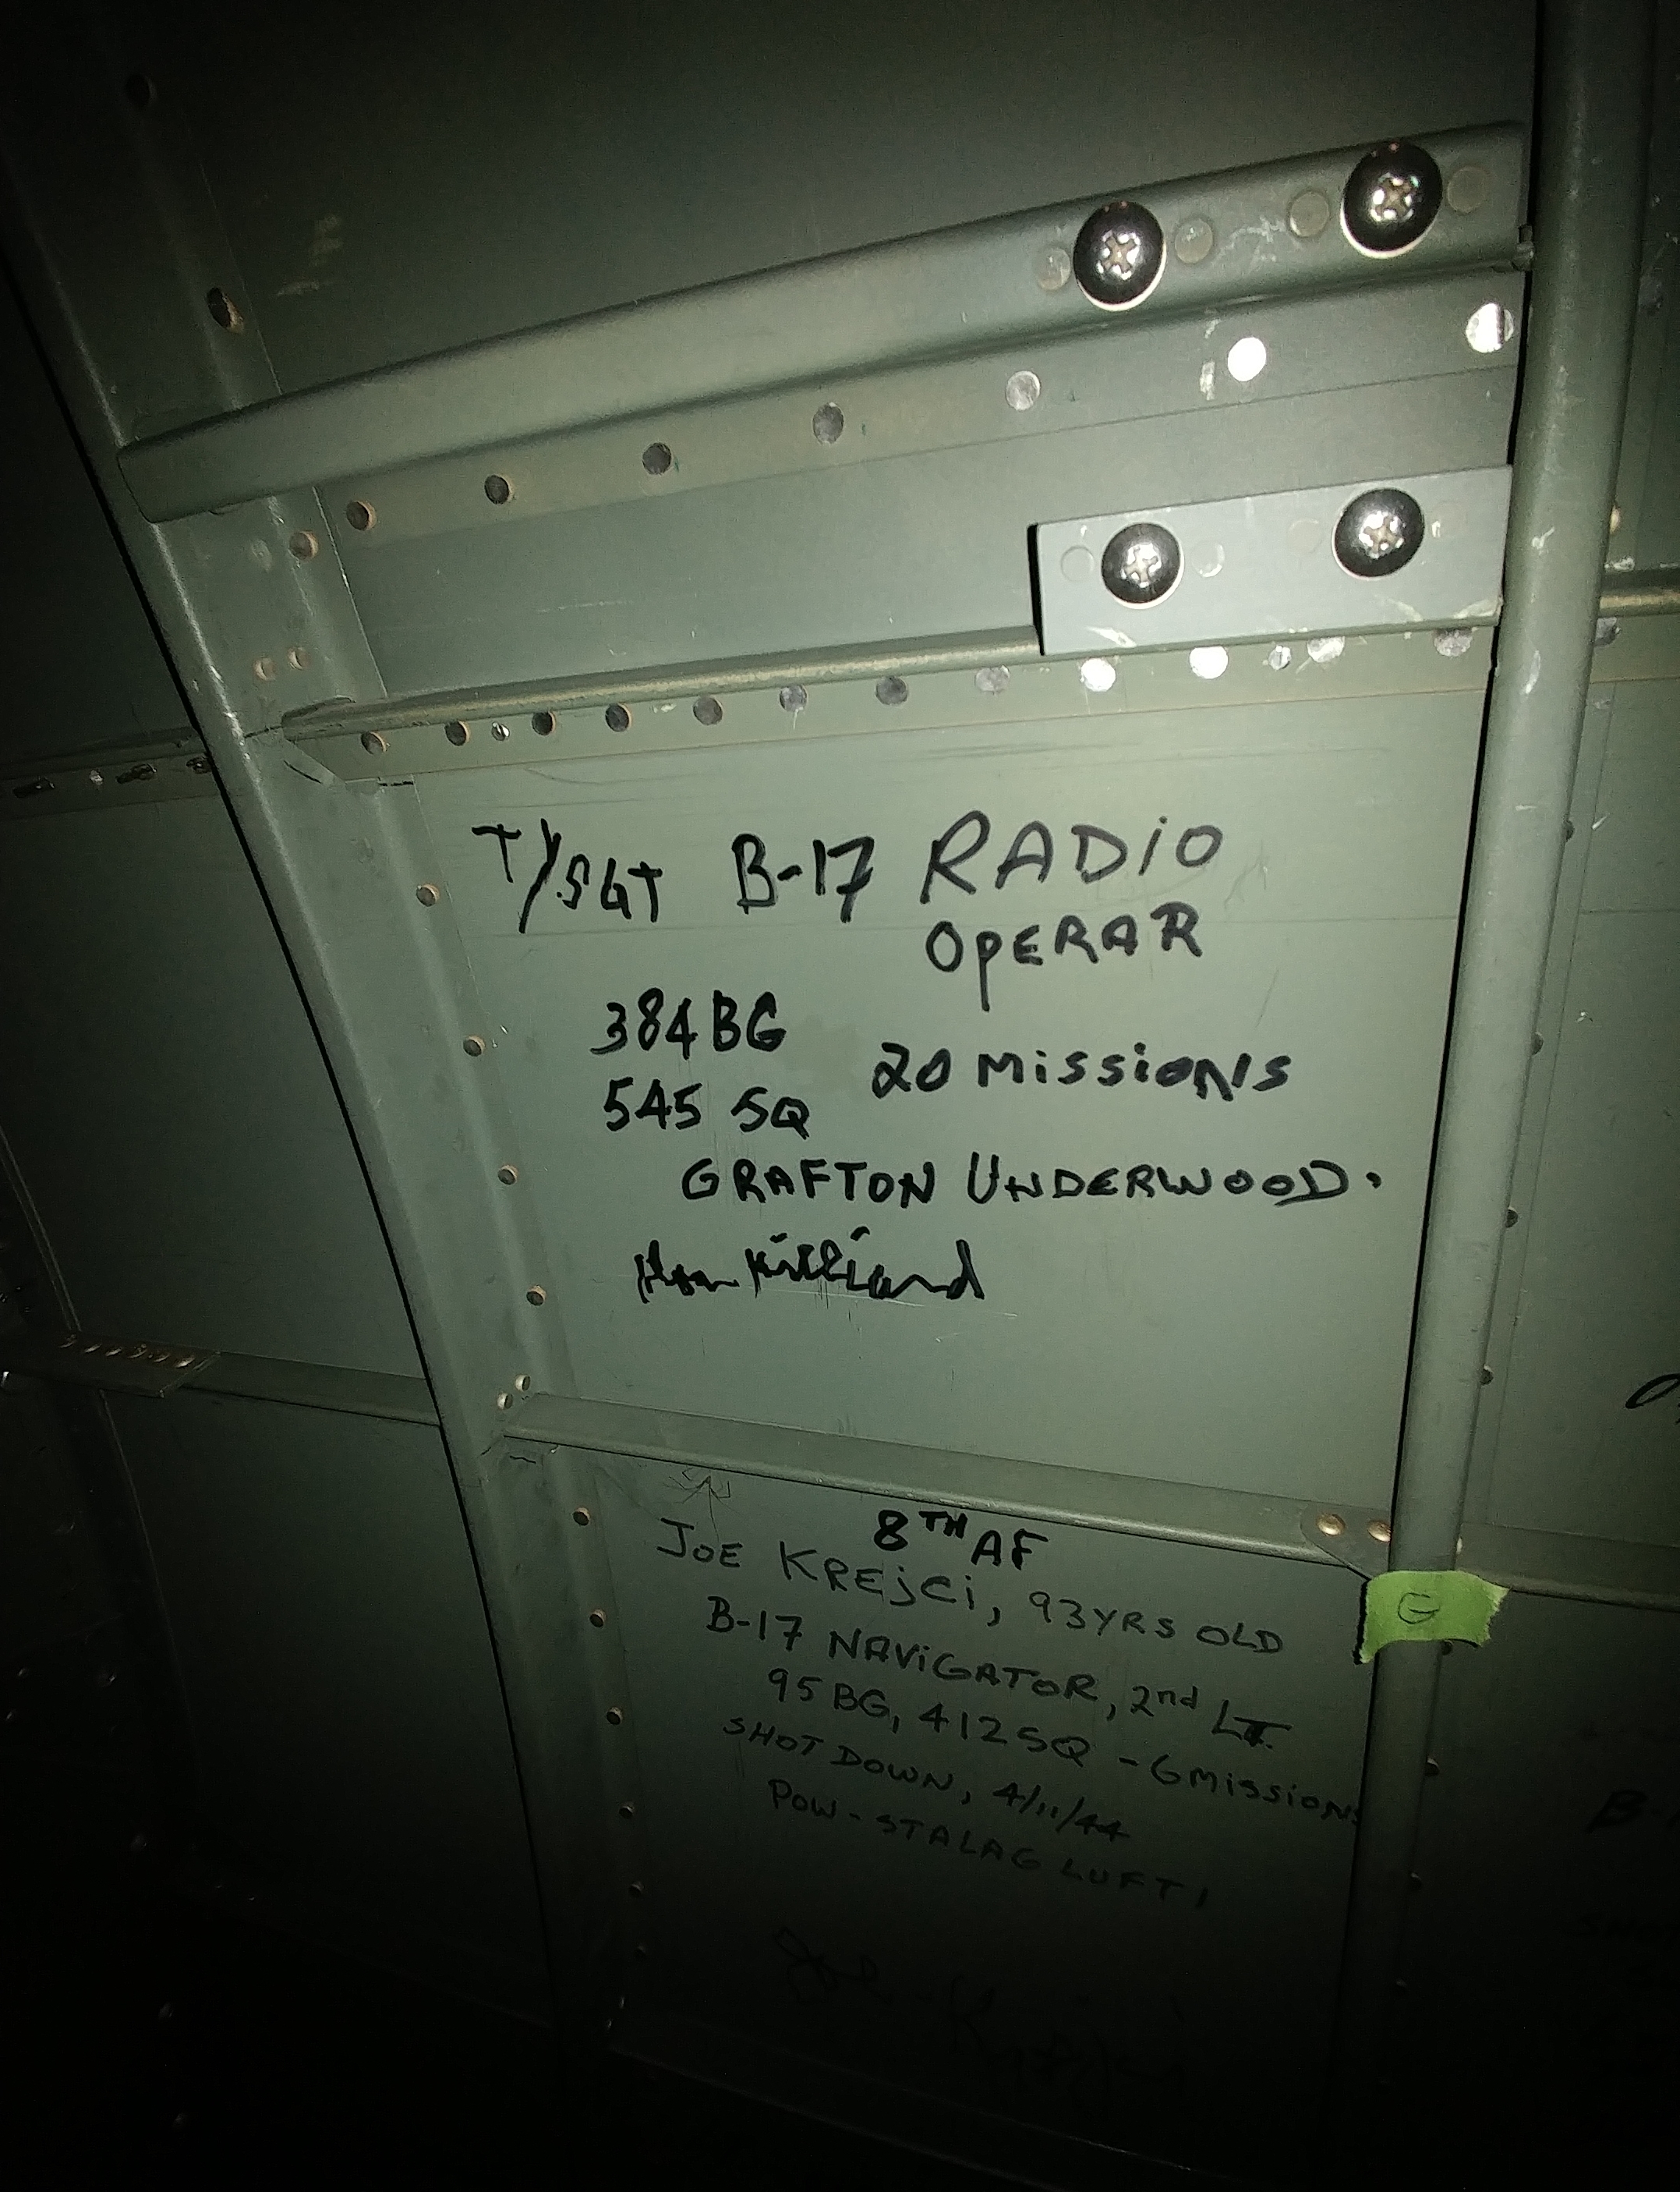 T/SGT B-17 RADiO
OPERAR
384 BG
20 MissiONS
545 SQ
GRAFTON UNDERWOOD.
8TH AF
JOE KREjCi, 93 YRS OLD
B-17 NAViGATOR, 2nd LT.
95 BG, 412 SQ - 6 MissiONS
SHOT DOWN, 4/11/44
POW - STALAG LUFT 1
G